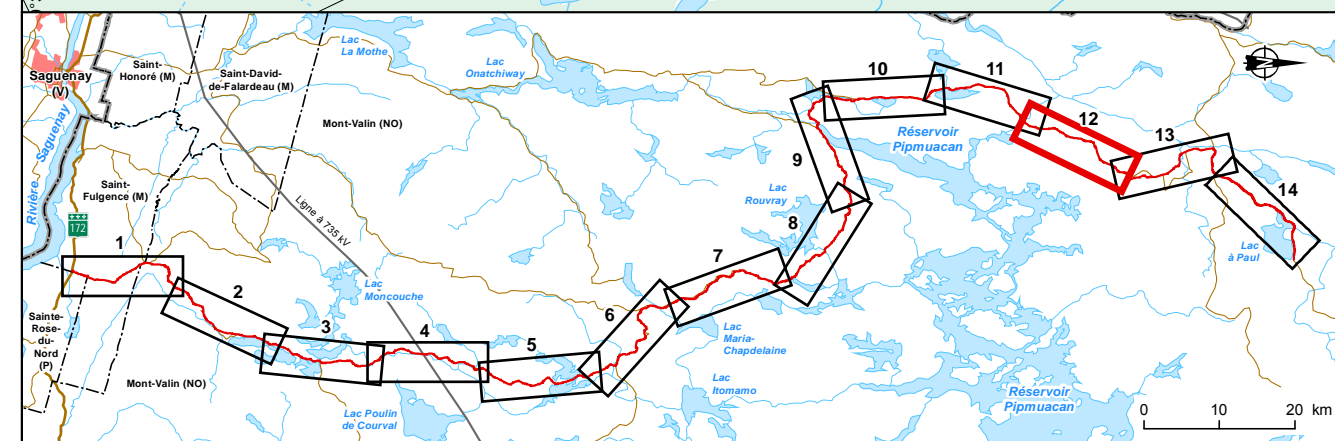 Saguenay
(V)
Saint-
Honoré (M)
Saint-David-
de-Falardeau (M)
Lac
La Mothe
Lac
Onatchiway
Mont-Valin (NO)
Rivière Saguenay
Saint-
Fulgence (M)
172
Ligne à 735 kV
Sainte-
Rose-
du-
Nord
(P)
Mont-Valin (NO)
Lac
Moncouche
Lac Poulin
de Courval
Lac
Maria-
Chapdelaine
Lac
Itomamo
Lac
Rouvray
Réservoir
Pipmuacan
Réservoir
Pipmuacan
Lac
à Paul
N
1
2
3
4
5
6
7
8
9
10
11
12
13
14
0 10 20 km